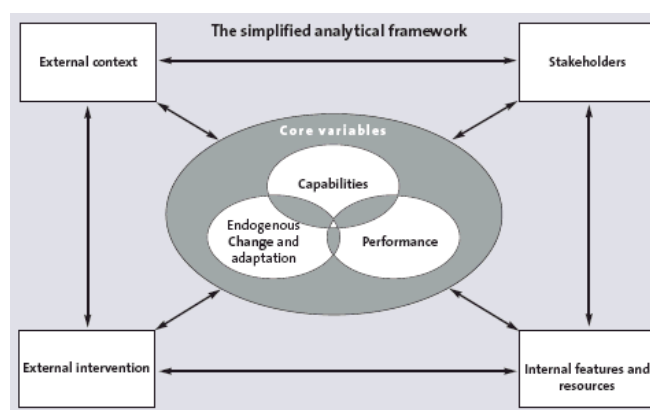 The simplified analytical framework
External context
Stakeholders
Core variables
Capabilities
Endogenous
Change and
adaptation
Performance
External intervention
Internal features and
resources